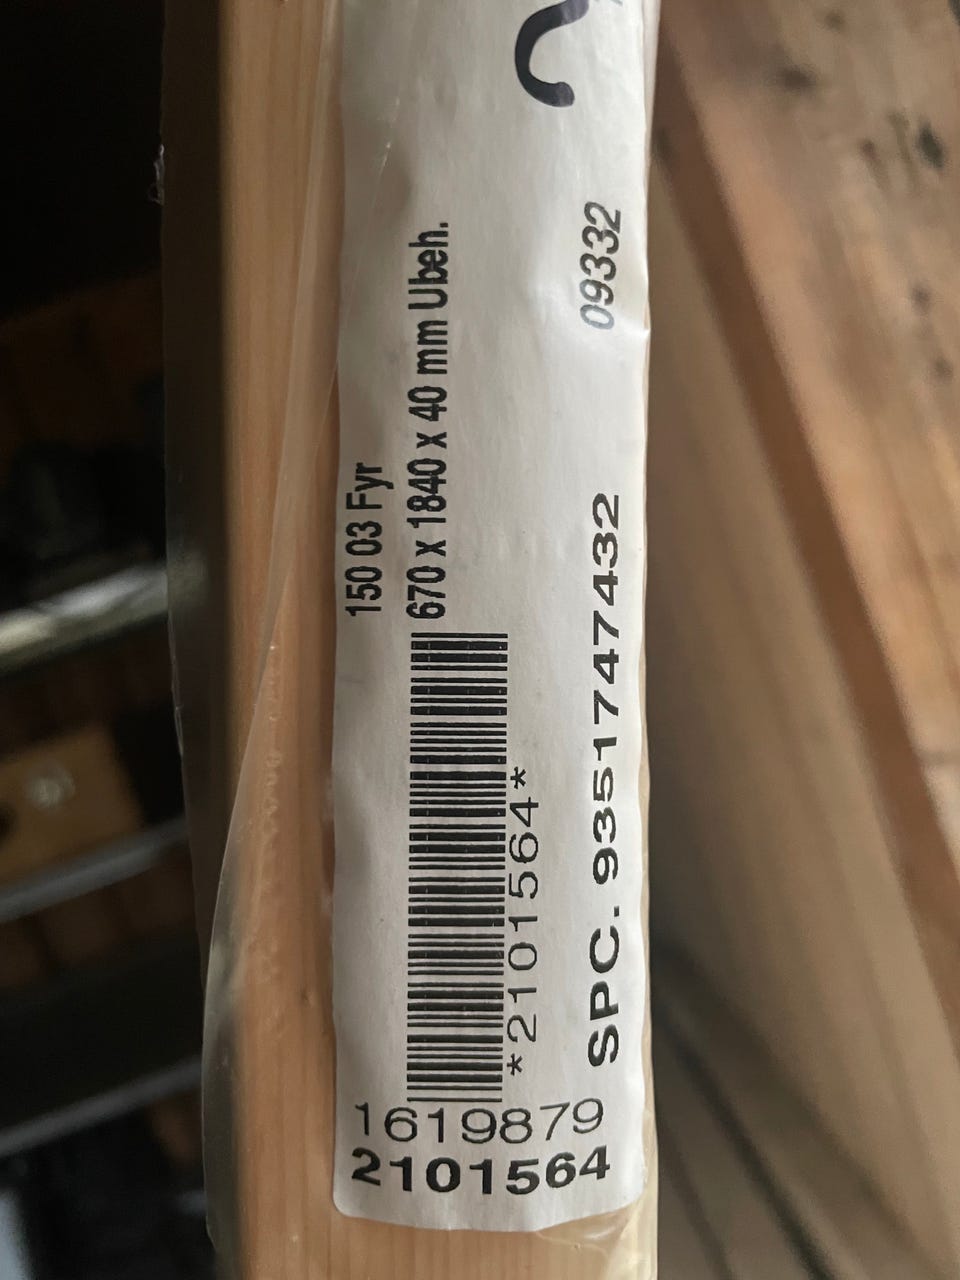 150 03 Fyr
670 x 1840 x 40 mm Ubeh.
*2101564*
SPC. 9351747432
09332
1619879
2101564